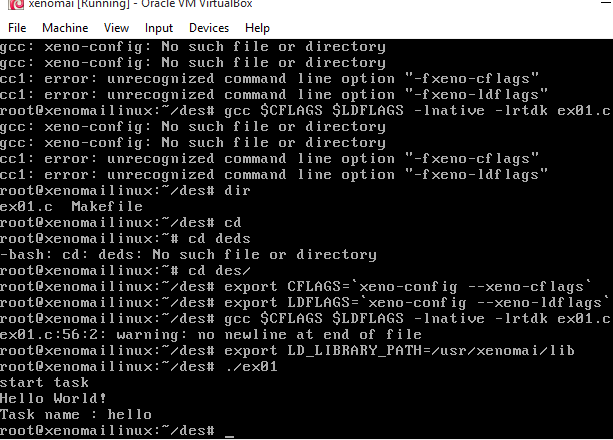 xenomai [Running] - Oracle VM VirtualBox
File Machine View Input Devices Help
gcc: xeno-config: No such file or directory
gcc: xeno-config: No such file or directory
cc1: error: unrecognized command line option "-fxeno-cflags"
cc1: error: unrecognized command line option "-fxeno-ldflags"
root@xenomailinux:~/des# gcc $CFLAGS $LDFLAGS -lnative -lrtdk ex01.c
gcc: xeno-config: No such file or directory
gcc: xeno-config: No such file or directory
cc1: error: unrecognized command line option "-fxeno-cflags"
cc1: error: unrecognized command line option "-fxeno-ldflags"
root@xenomailinux:~/des# dir
ex01.c  Makefile
root@xenomailinux:~/des# cd
root@xenomailinux:~# cd deds
-bash: cd: deds: No such file or directory
root@xenomailinux:~# cd des/
root@xenomailinux:~/des# export CFLAGS=`xeno-config --xeno-cflags`
root@xenomailinux:~/des# export LDFLAGS=`xeno-config --xeno-ldflags`
root@xenomailinux:~/des# gcc $CFLAGS $LDFLAGS -lnative -lrtdk ex01.c
ex01.c:56:2: warning: no newline at end of file
root@xenomailinux:~/des# export LD_LIBRARY_PATH=/usr/xenomai/lib
root@xenomailinux:~/des# ./ex01
start task
Hello World!
Task name : hello
root@xenomailinux:~/des# _